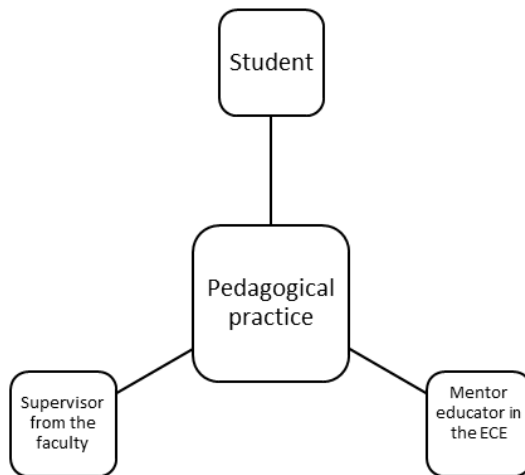 Student
Pedagogical
practice
Supervisor
from the
faculty
Mentor
educator in
the ECE